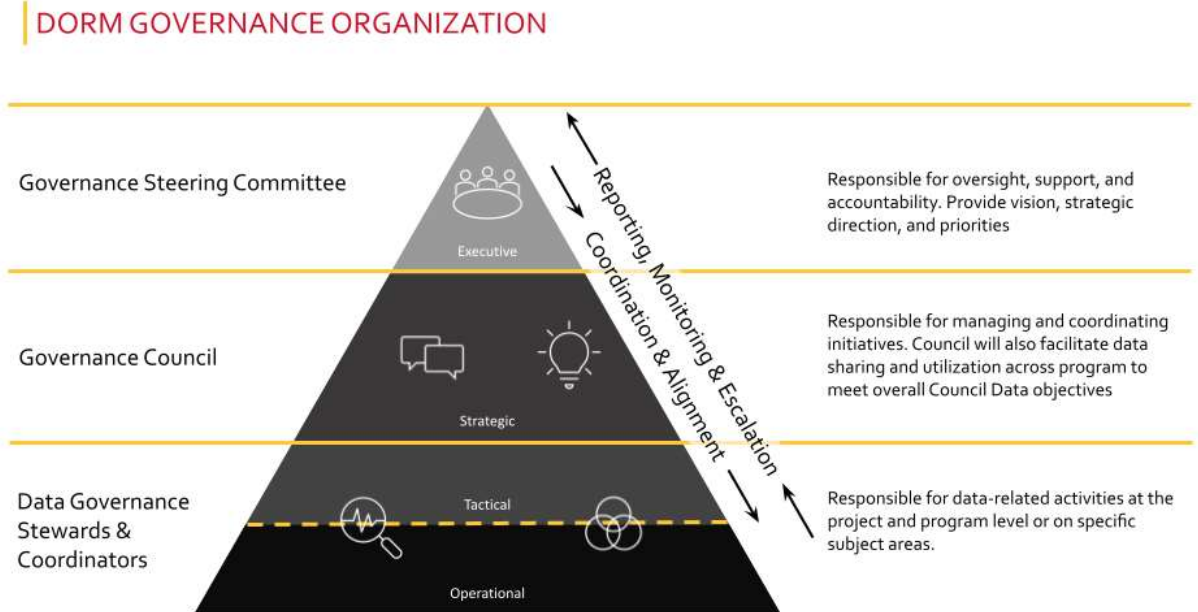 DORM GOVERNANCE ORGANIZATION
Governance Steering Committee
Executive
Responsible for oversight, support, and
accountability. Provide vision, strategic
direction, and priorities
Reporting, Monitoring & Escalation
Coordination & Alignment
Governance Council
Strategic
Responsible for managing and coordinating
initiatives. Council will also facilitate data
sharing and utilization across program to
meet overall Council Data objectives
Data Governance
Stewards &
Coordinators
Tactical
Operational
Responsible for data-related activities at the
project and program level or on specific
subject areas.